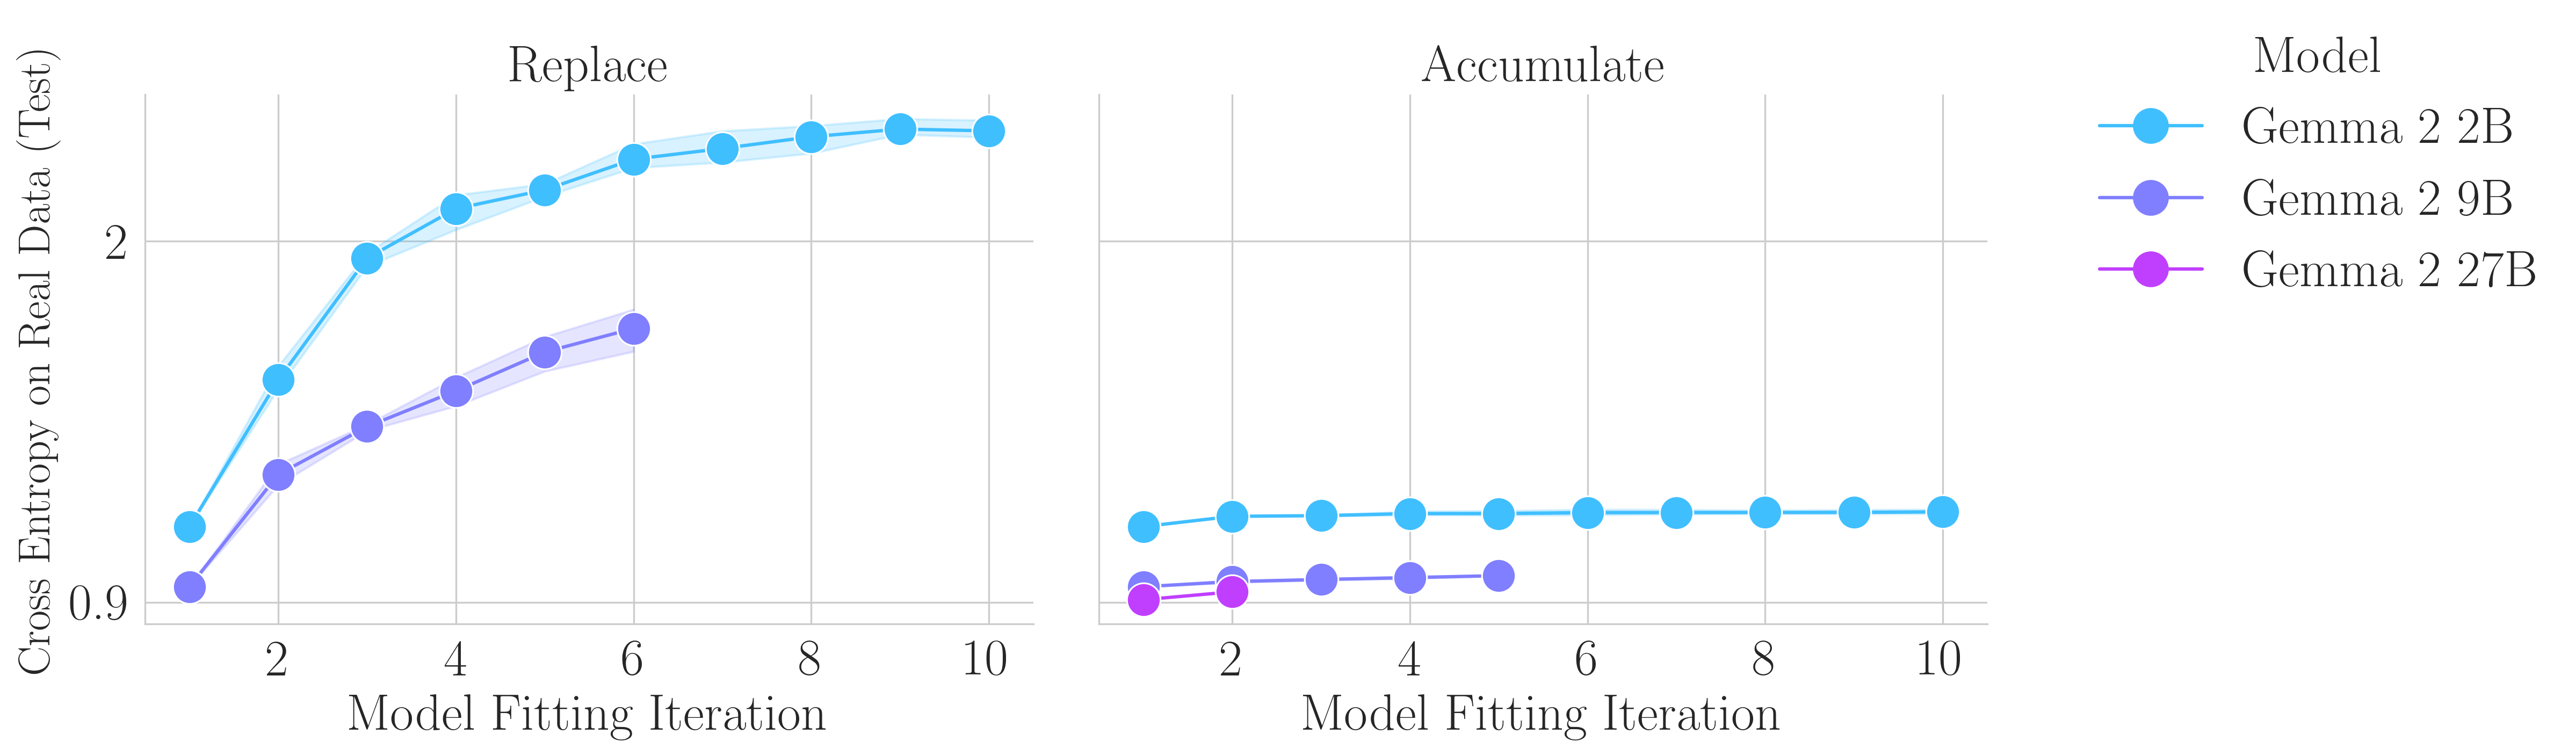 Replace
Accumulate
Model
Gemma 2 2B
Gemma 2 9B
Gemma 2 27B
Cross Entropy on Real Data (Test)
2
0.9
2 4 6 8 10
2 4 6 8 10
Model Fitting Iteration
Model Fitting Iteration